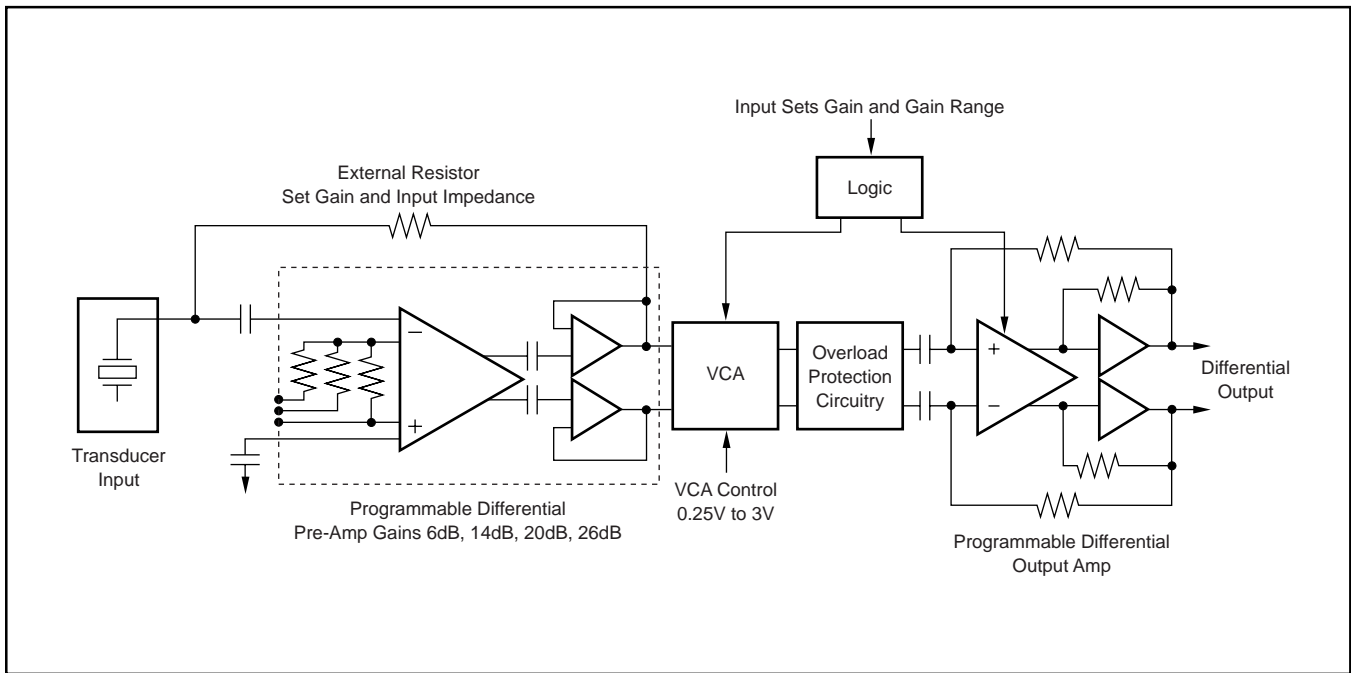 Input Sets Gain and Gain Range
Logic
External Resistor
Set Gain and Input Impedance
Transducer
Input
−
+
Programmable Differential
Pre-Amp Gains 6dB, 14dB, 20dB, 26dB
VCA
VCA Control
0.25V to 3V
Overload
Protection
Circuitry
+
−
Differential
Output
Programmable Differential
Output Amp